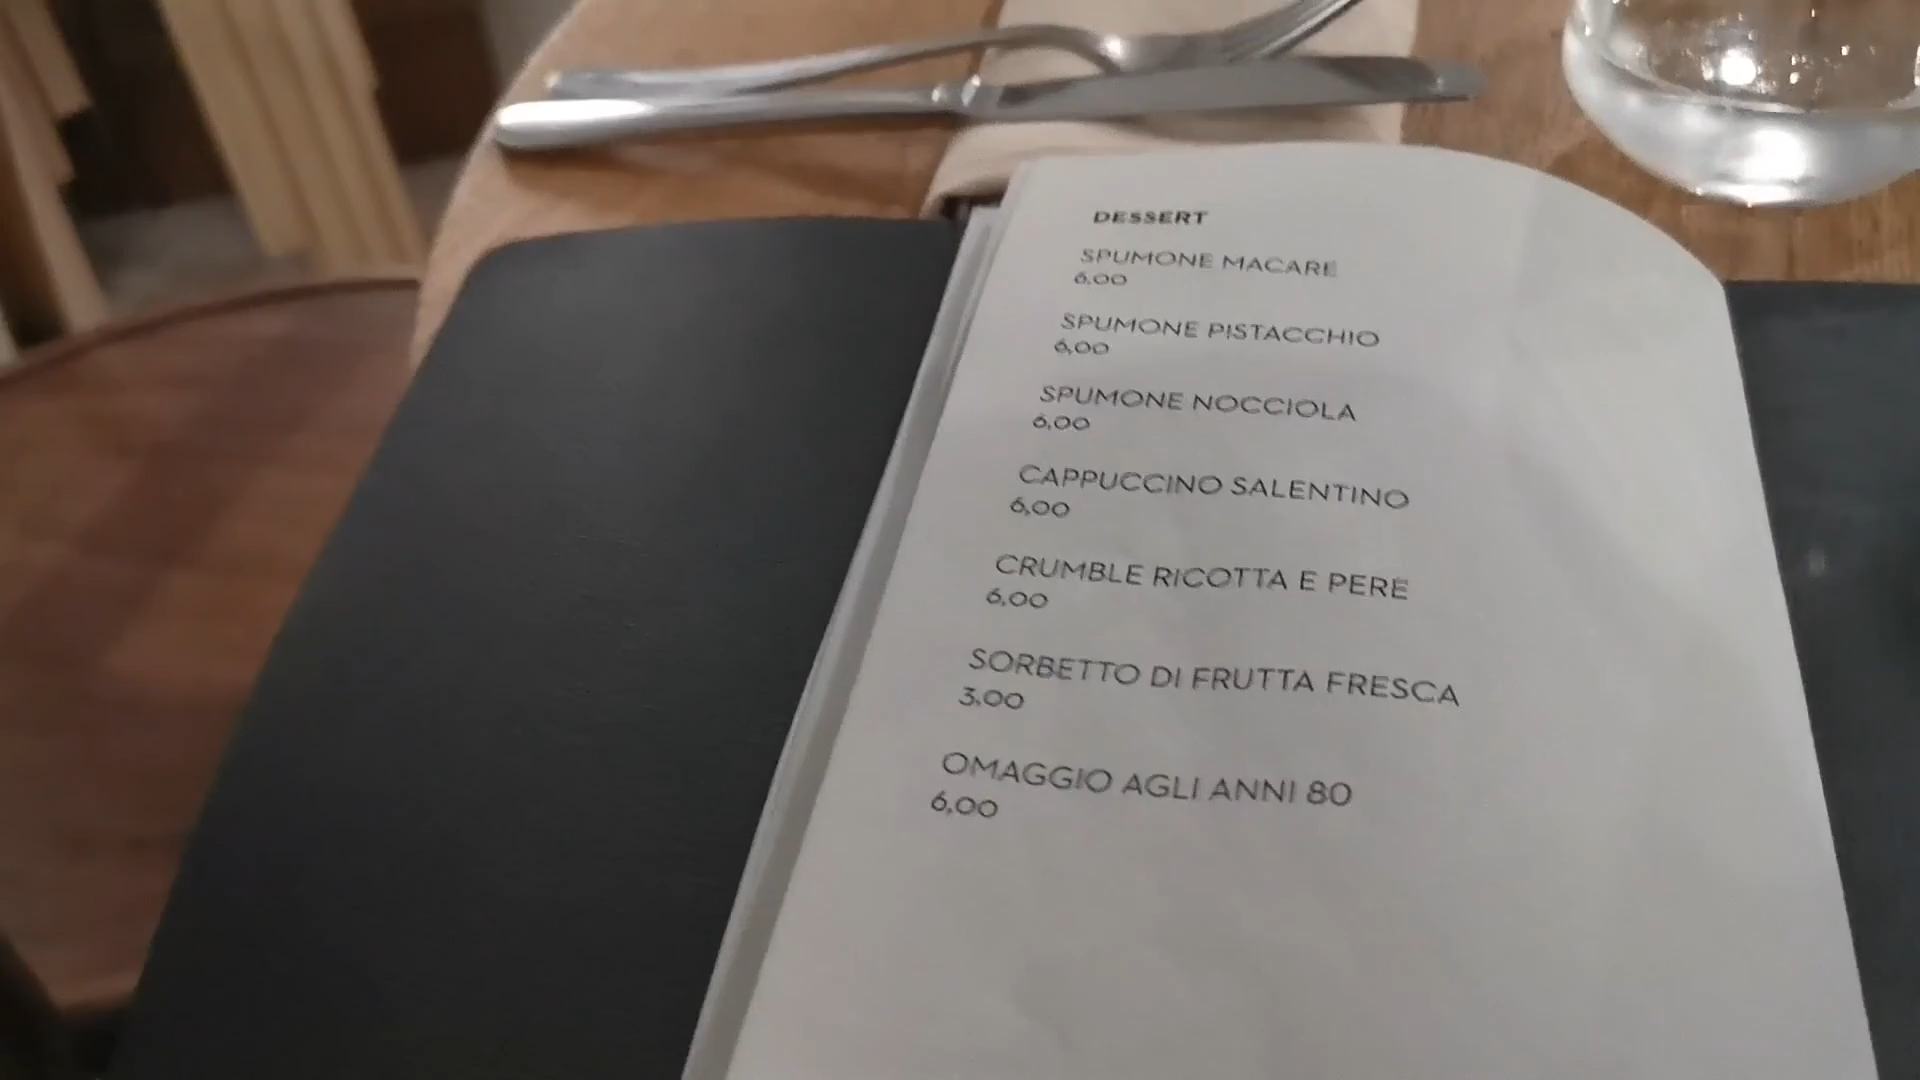 DESSERT
SPUMONE MACARE
6,00
SPUMONE PISTACCHIO
6,00
SPUMONE NOCCIOLA
6,00
CAPPUCCINO SALENTINO
6,00
CRUMBLE RICOTTA E PERE
6,00
SORBETTO DI FRUTTA FRESCA
3,00
OMAGGIO AGLI ANNI 80
6,00